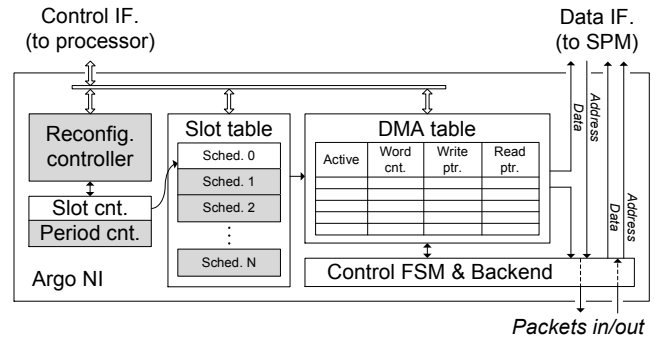 Control IF.
(to processor)
Data IF.
(to SPM)
Data
Address
Data
Address
Reconfig.
controller
Slot cnt.
Period cnt.
Argo NI
Slot table
Sched. 0
Sched. 1
Sched. 2
Sched. N
DMA table
Active
Word
cnt.
Write
ptr.
Read
ptr.
Control FSM & Backend
Packets in/out